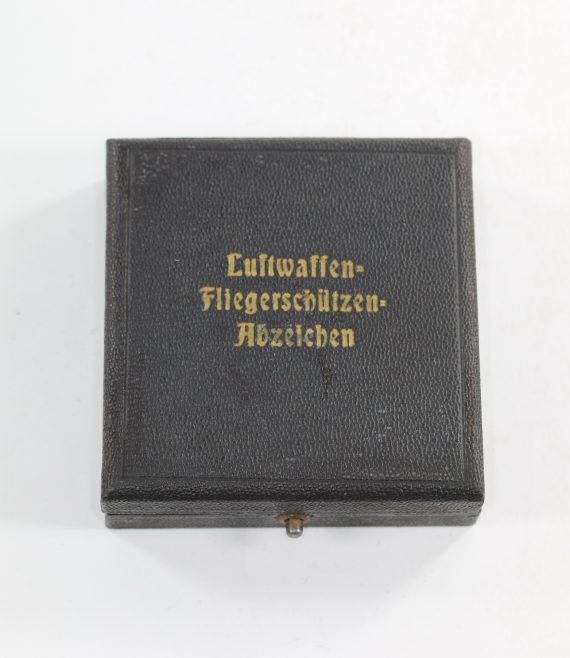 Luftwaffen-
Fliegerschützen-
Abzeichen